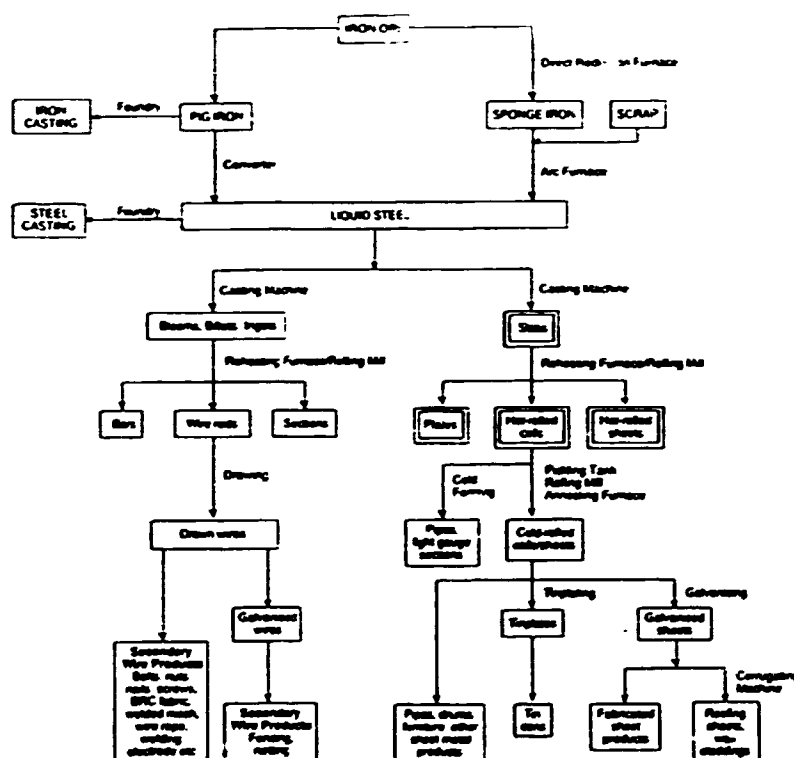 IRON ORE
Direct Reduction Furnace
IRON
CASTING
Foundry
PIG IRON
SPONGE IRON
SCRAP
Converter
Arc Furnace
STEEL
CASTING
Foundry
LIQUID STEEL
Casting Machine
Casting Machine
Blooms, Billets, Ingots
Slabs
Reheating Furnace/Rolling Mill
Reheating Furnace/Rolling Mill
Bars
Wire rods
Sections
Plates
Hot-rolled
coils
Hot-rolled
sheets
Drawing
Cold
Forming
Pickling Tank
Rolling Mill
Annealing Furnace
Drawn wires
Pipes,
light gauge
sections
Cold-rolled
coils/sheets
Tinplating
Galvanising
Galvanised
wires
Tinplates
Galvanised
sheets
Corrugating
Machine
Secondary
Wire Products
Bolts, nuts
nails, screws,
BRC fabric,
welded mesh,
wire rope,
welding
electrode etc
Secondary
Wire Products
Fencing,
netting
Pipes, drums,
furniture other
sheet metal
products
Tin
cans
Fabricated
sheet
products
Roofing
sheets,
claddings